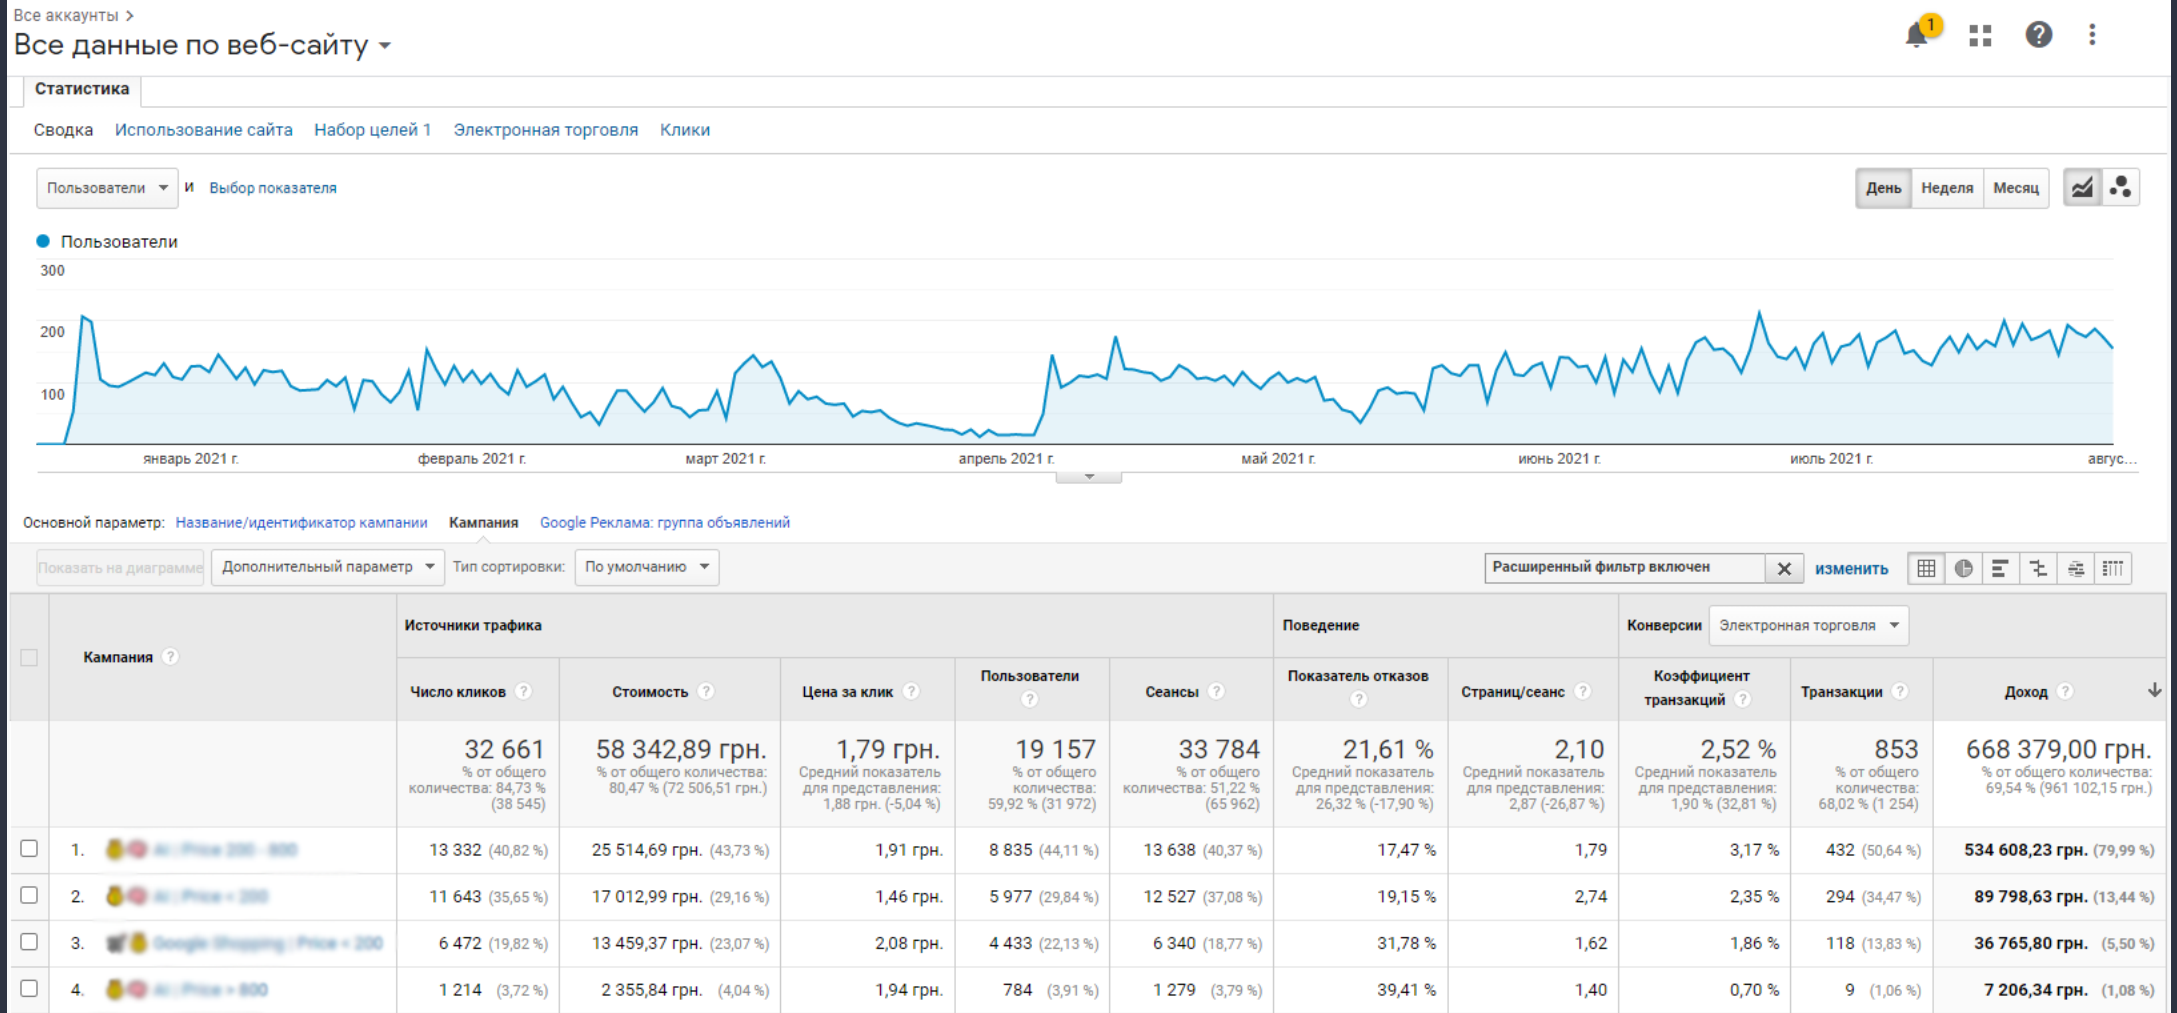 Все аккаунты >
Все данные по веб-сайту
1
Статистика
Сводка Использование сайта Набор целей 1 Электронная торговля Клики
Пользователи и Выбор показателя
День Неделя Месяц
Пользователи
300
200
100
январь 2021 г. февраль 2021 г. март 2021 г. апрель 2021 г. май 2021 г. июнь 2021 г. июль 2021 г. авгус...
Основной параметр: Название/идентификатор кампании Кампания Google Реклама: группа объявлений
Показать на диаграмме Дополнительный параметр Тип сортировки: По умолчанию Расширенный фильтр включен изменить
Источники трафика Поведение Конверсии Электронная торговля
Кампания ?
Число кликов ? Стоимость ? Цена за клик ? Пользователи ? Сеансы ? Показатель отказов ? Страниц/сеанс ? Коэффициент транзакций ? Транзакции ? Доход ?
32 661 58 342,89 грн. 1,79 грн. 19 157 33 784 21,61 % 2,10 2,52 % 853 668 379,00 грн.
% от общего % от общего количества: Средний показатель % от общего % от общего Средний показатель Средний показатель Средний показатель % от общего % от общего количества:
количества: 84,73 % 80,47 % (72 506,51 грн.) для представления: количества: количества: 51,22 % для представления: для представления: для представления: количества: 69,54 % (961 102,15 грн.)
(38 545) 1,88 грн. (-5,04 %) 59,92 % (31 972) (65 962) 26,32 % (-17,90 %) 2,87 (-26,87 %) 1,90 % (32,81 %) 68,02 % (1 254)
1. AI | Price 200 - 800 13 332 (40,82 %) 25 514,69 грн. (43,73 %) 1,91 грн. 8 835 (44,11 %) 13 638 (40,37 %) 17,47 % 1,79 3,17 % 432 (50,64 %) 534 608,23 грн. (79,99 %)
2. AI | Price < 200 11 643 (35,65 %) 17 012,99 грн. (29,16 %) 1,46 грн. 5 977 (29,84 %) 12 527 (37,08 %) 19,15 % 2,74 2,35 % 294 (34,47 %) 89 798,63 грн. (13,44 %)
3. Google Shopping | Price < 200 6 472 (19,82 %) 13 459,37 грн. (23,07 %) 2,08 грн. 4 433 (22,13 %) 6 340 (18,77 %) 31,78 % 1,62 1,86 % 118 (13,83 %) 36 765,80 грн. (5,50 %)
4. AI | Price > 800 1 214 (3,72 %) 2 355,84 грн. (4,04 %) 1,94 грн. 784 (3,91 %) 1 279 (3,79 %) 39,41 % 1,40 0,70 % 9 (1,06 %) 7 206,34 грн. (1,08 %)